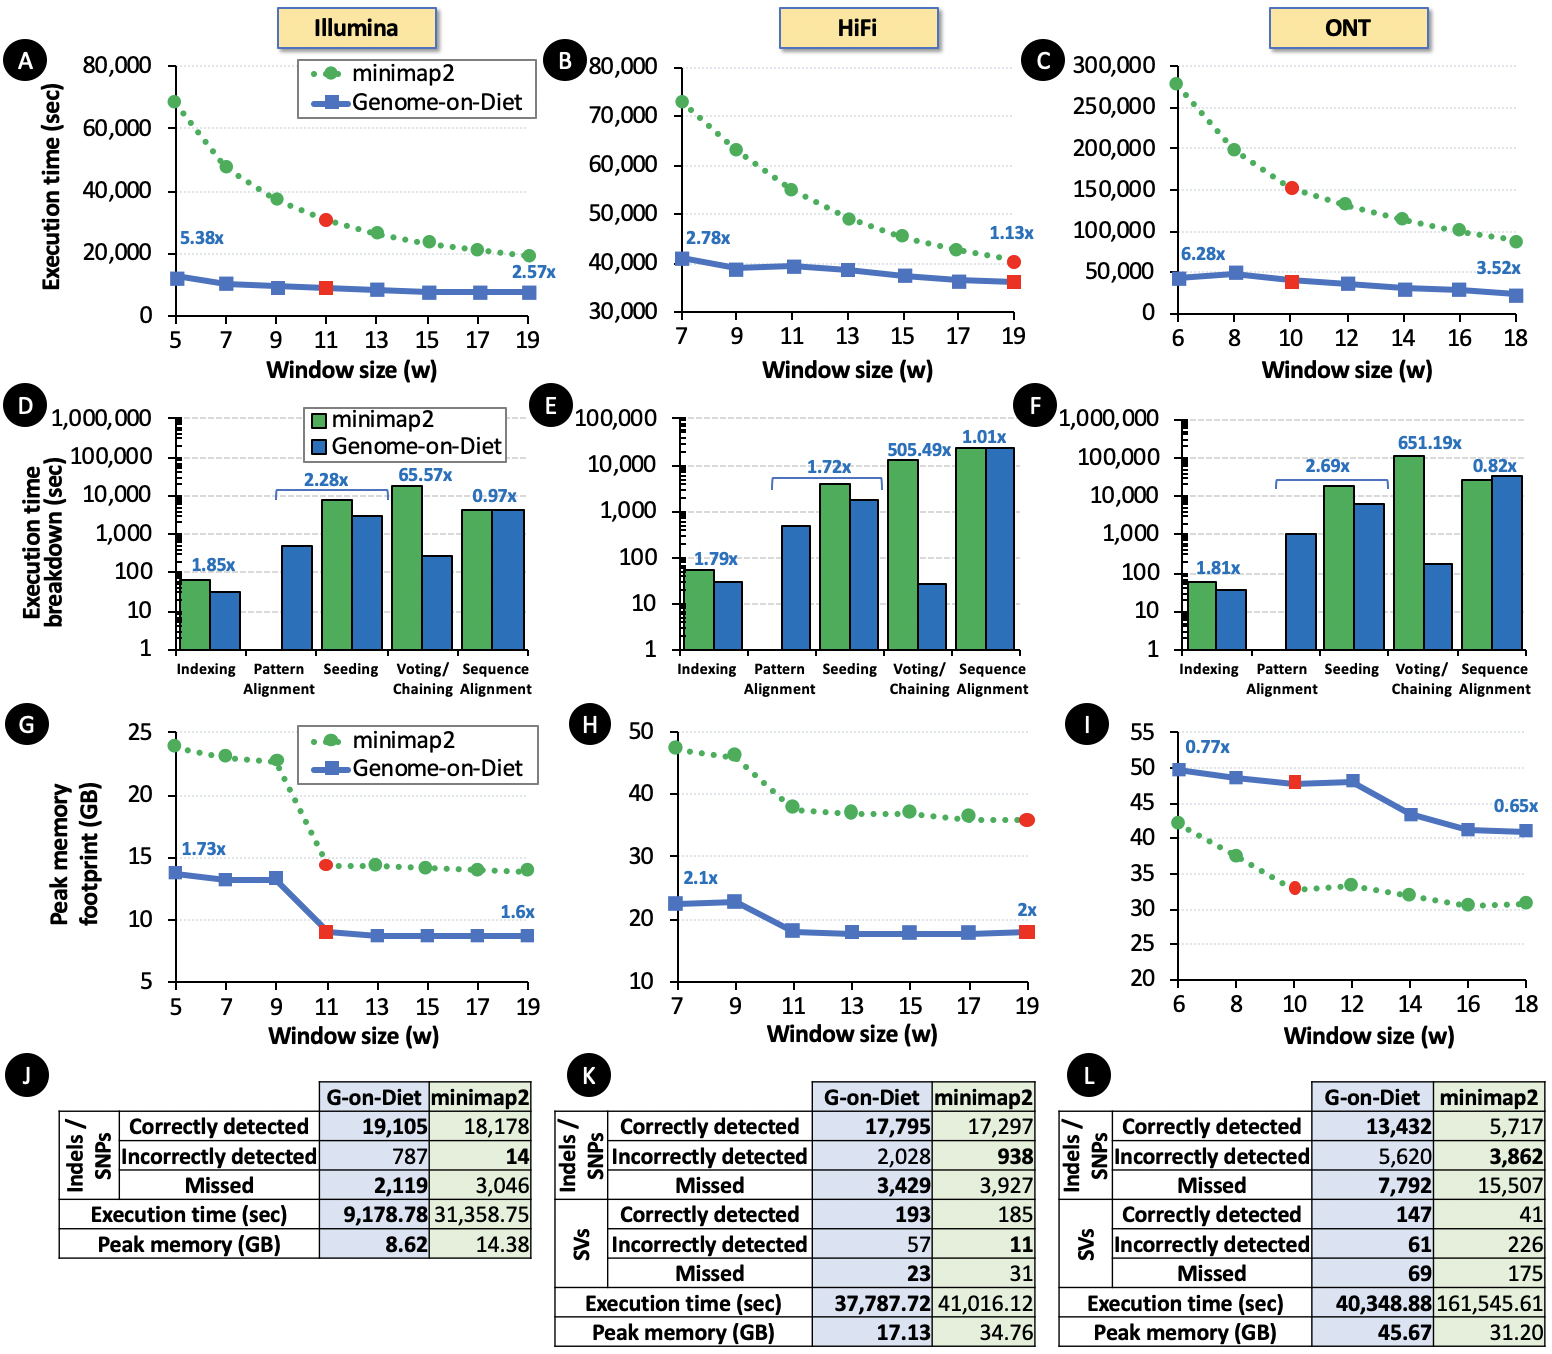 Illumina
HiFi
ONT
A
B
C
minimap2
Genome-on-Diet
Execution time (sec)
80,000
60,000
40,000
20,000
0
5.38x
2.57x
5 7 9 11 13 15 17 19
Window size (w)
80,000
70,000
60,000
50,000
40,000
30,000
2.78x
1.13x
7 9 11 13 15 17 19
Window size (w)
300,000
250,000
200,000
150,000
100,000
50,000
0
6.28x
3.52x
6 8 10 12 14 16 18
Window size (w)
D
E
F
minimap2
Genome-on-Diet
Execution time
breakdown (sec)
1,000,000
100,000
10,000
1,000
100
10
1
1.85x
2.28x
65.57x
0.97x
Indexing Pattern Seeding Voting/ Sequence
Alignment Chaining Alignment
100,000
10,000
1,000
100
10
1
1.79x
1.72x
505.49x
1.01x
Indexing Pattern Seeding Voting/ Sequence
Alignment Chaining Alignment
1,000,000
100,000
10,000
1,000
100
10
1
1.81x
2.69x
651.19x
0.82x
Indexing Pattern Seeding Voting/ Sequence
Alignment Chaining Alignment
G
H
I
minimap2
Genome-on-Diet
Peak memory
footprint (GB)
25
20
15
10
5
1.73x
1.6x
5 7 9 11 13 15 17 19
Window size (w)
50
40
30
20
10
2.1x
2x
7 9 11 13 15 17 19
Window size (w)
55
50
45
40
35
30
25
20
0.77x
0.65x
6 8 10 12 14 16 18
Window size (w)
J
G-on-Diet minimap2
Indels /
SNPs
Correctly detected 19,105 18,178
Incorrectly detected 787 14
Missed 2,119 3,046
Execution time (sec) 9,178.78 31,358.75
Peak memory (GB) 8.62 14.38
K
G-on-Diet minimap2
Indels /
SNPs
Correctly detected 17,795 17,297
Incorrectly detected 2,028 938
Missed 3,429 3,927
SVs
Correctly detected 193 185
Incorrectly detected 57 11
Missed 23 31
Execution time (sec) 37,787.72 41,016.12
Peak memory (GB) 17.13 34.76
L
G-on-Diet minimap2
Indels /
SNPs
Correctly detected 13,432 5,717
Incorrectly detected 5,620 3,862
Missed 7,792 15,507
SVs
Correctly detected 147 41
Incorrectly detected 61 226
Missed 69 175
Execution time (sec) 40,348.88 161,545.61
Peak memory (GB) 45.67 31.20